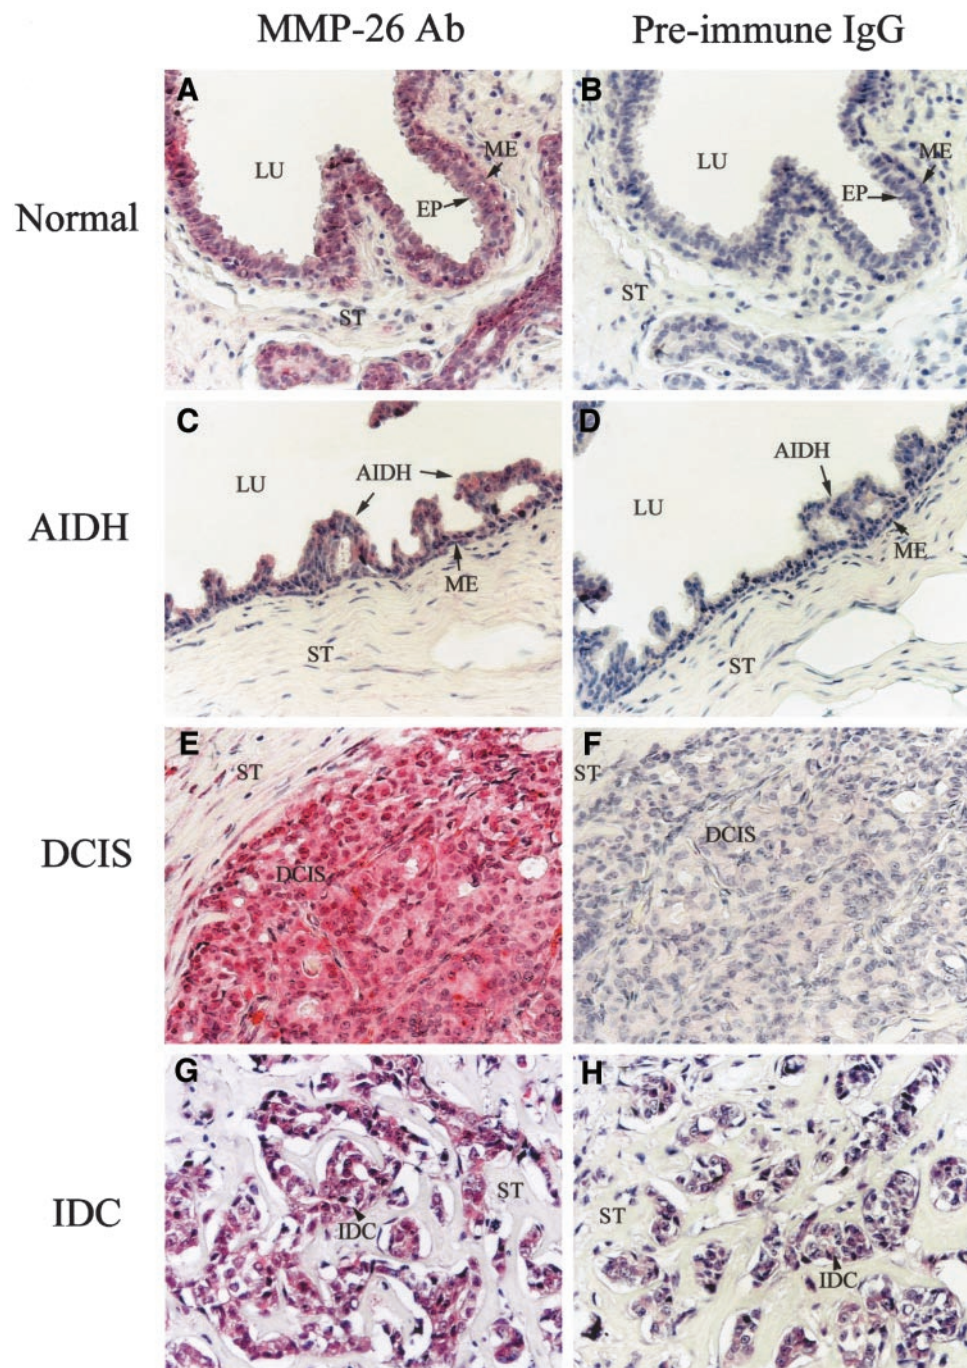 MMP-26 Ab Pre-immune IgG
Normal
A
LU
ME
EP
ST
B
LU
ME
EP
ST
AIDH
C
AIDH
LU
ME
ST
D
AIDH
LU
ME
ST
DCIS
E
ST
DCIS
F
ST
DCIS
IDC
G
ST
IDC
H
ST
IDC